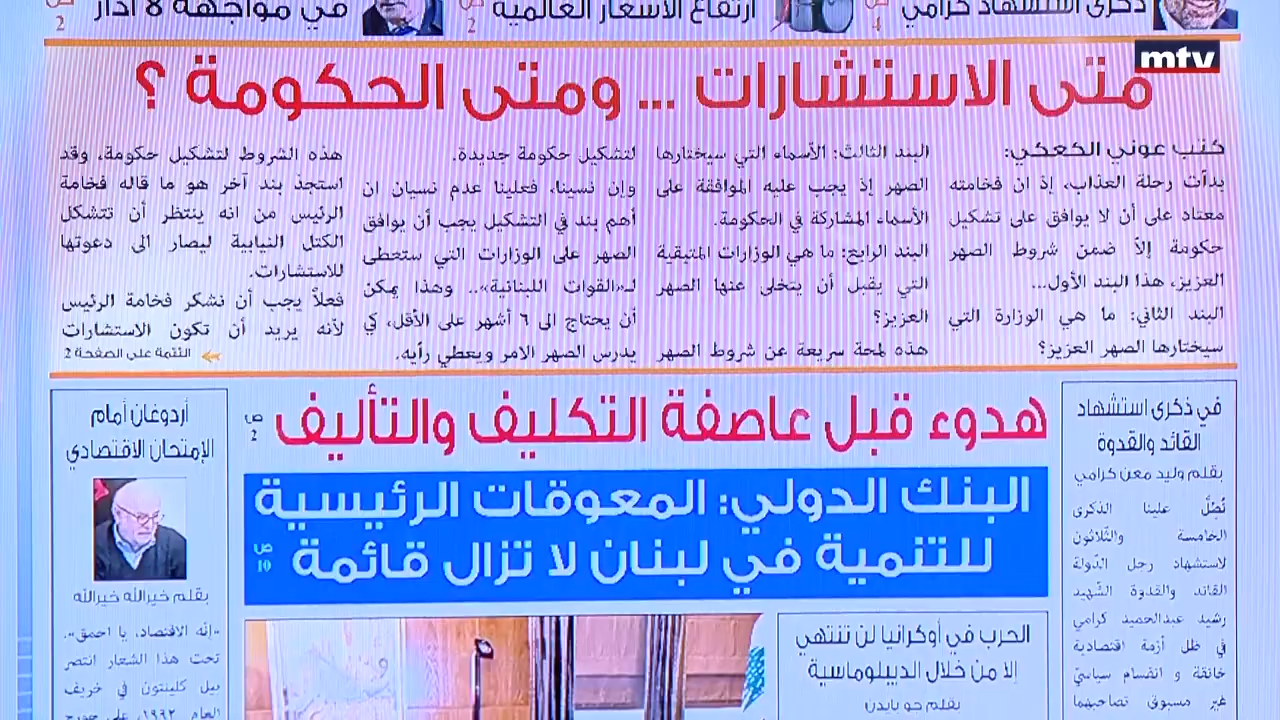 ذكرى استشهاد كرامي
ص 4
ارتفاع الأسعار العالمية
ص 2
في مواجهة 8 آذار
ص 2
mtv
متى الاستشارات ... ومتى الحكومة ؟
كتب عوني الكعكي:
بدأت رحلة العذاب، إذ ان فخامته
معتاد على أن لا يوافق على تشكيل
حكومة إلاّ ضمن شروط الصهر
العزيز، هذا البند الأول...
البند الثاني: ما هي الوزارة التي
سيختارها الصهر العزيز؟
البند الثالث: الأسماء التي سيختارها
الصهر إذ يجب عليه الموافقة على
الأسماء المشاركة في الحكومة.
البند الرابع: ما هي الوزارات المتبقية
التي يقبل أن يتخلى عنها الصهر
العزيز؟
هذه لمحة سريعة عن شروط الصهر
لتشكيل حكومة جديدة.
وإن نسينا، فعلينا عدم نسيان ان
أهم بند في التشكيل يجب أن يوافق
الصهر على الوزارات التي ستعطى
لـ«القوات اللبنانية».. وهذا يمكن
أن يحتاج الى ٦ أشهر على الأقل، كي
يدرس الصهر الامر ويعطي رأيه.
هذه الشروط لتشكيل حكومة، وقد
استجدّ بند آخر هو ما قاله فخامة
الرئيس من انه ينتظر أن تتشكل
الكتل النيابية ليصار الى دعوتها
للاستشارات.
فعلاً يجب أن نشكر فخامة الرئيس
لأنه يريد أن تكون الاستشارات
التتمة على الصفحة 2
في ذكرى استشهاد
القائد والقدوة
بقلم وليد معن كرامي
تُطِلّ علينا الذكرى
الخامسة والثّلاثون
لاستشهاد رجل الدّولة
القائد والقدوة الشّهيد
رشيد عبدالحميد كرامي
في ظل أزمة اقتصادية
خانقة و انقسام سياسيّ
غير مسبوق تصاحبهما
هدوء قبل عاصفة التكليف والتأليف
ص 2
البنك الدولي: المعوقات الرئيسية
للتنمية في لبنان لا تزال قائمة
ص 10
الحرب في أوكرانيا لن تنتهي
إلا من خلال الديبلوماسية
بقلم جو بايدن
أردوغان أمام
الإمتحان الاقتصادي
بقلم خيرالله خيرالله
«إنّه الاقتصاد، يا احمق».
تحت هذا الشعار انتصر
بيل كلينتون في خريف
العام ١٩٩٢، على جورج